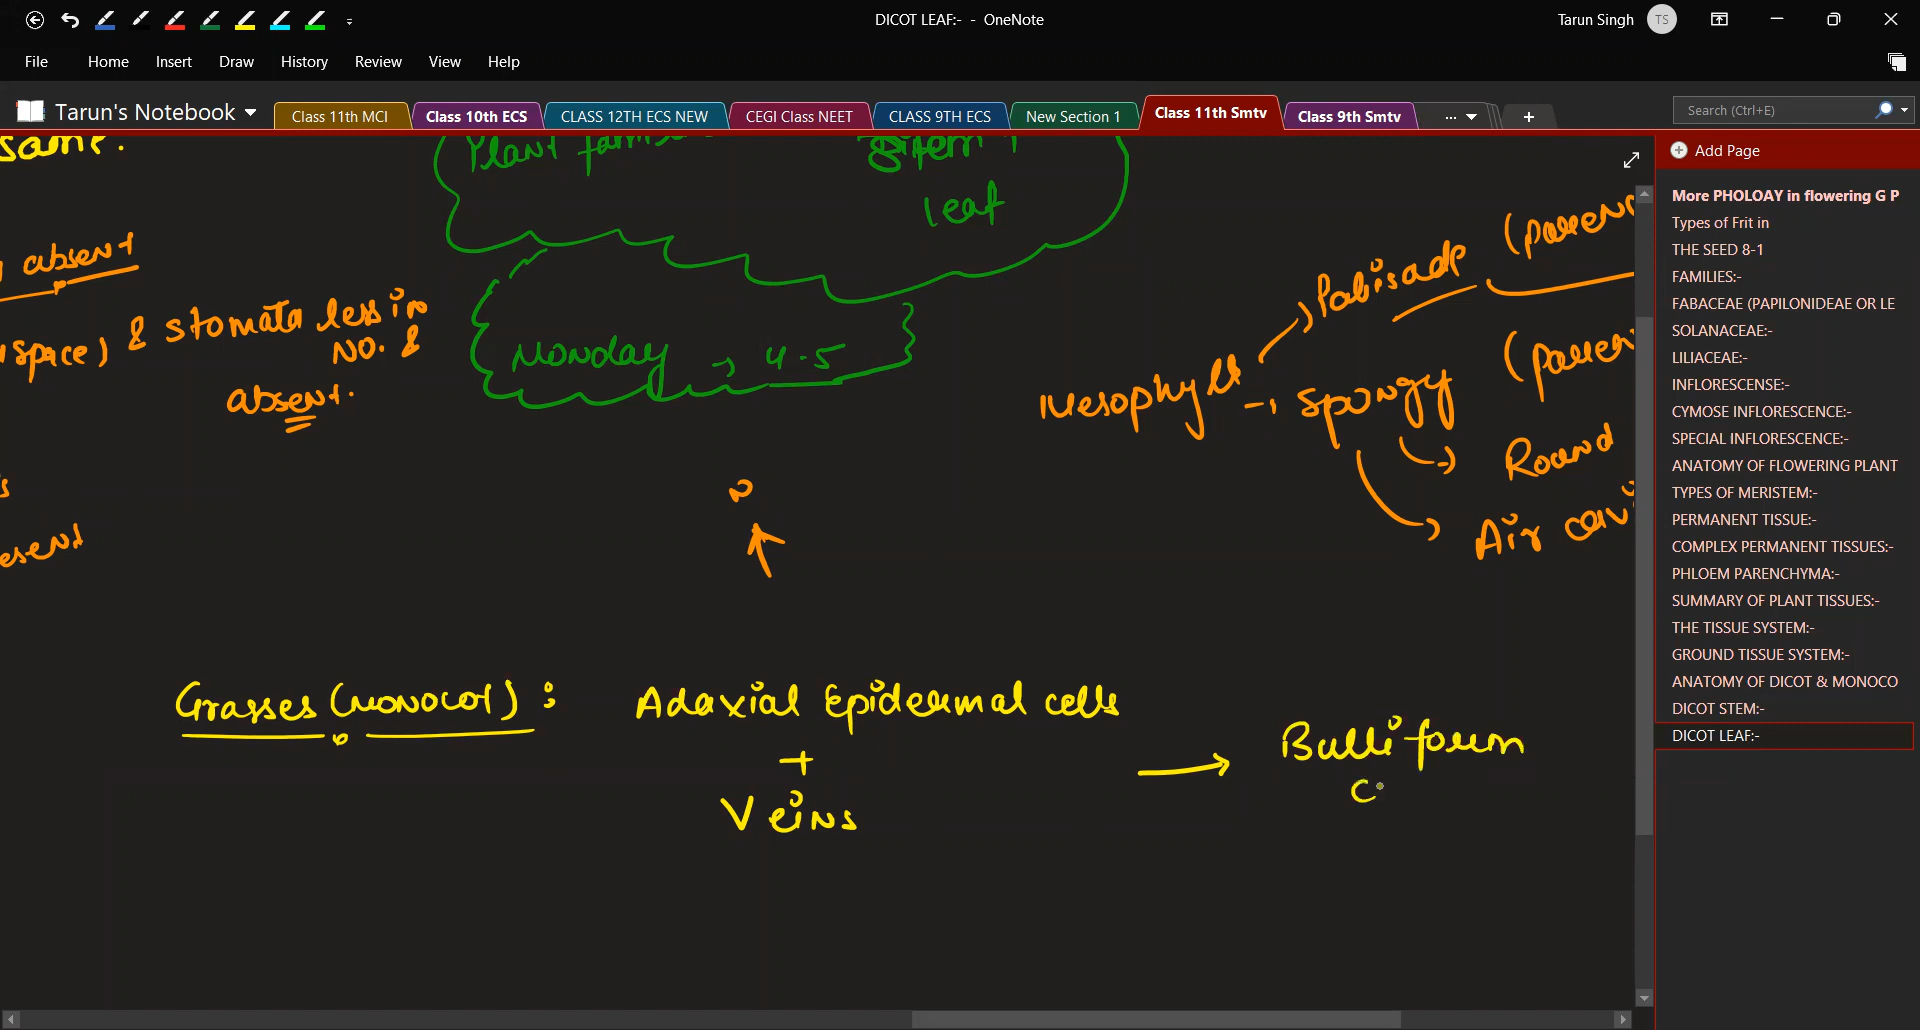 DICOT LEAF:- - OneNote
Tarun Singh TS
File Home Insert Draw History Review View Help
Tarun's Notebook
Class 11th MCI Class 10th ECS CLASS 12TH ECS NEW CEGI Class NEET CLASS 9TH ECS New Section 1 Class 11th Smtv Class 9th Smtv ... +
Search (Ctrl+E)
same.
Plant
leaf
absent
space) & stomata less in
NO. &
absent.
Monday → 4-5
Mesophyll → Palisade
→ Spongy
→ Round
→ Air
Grasses (Monocot) : Adaxial Epidermal cells
+
Veins
→ Bulliform
C
Add Page
More PHOLOAY in flowering G P
Types of Frit in
THE SEED 8-1
FAMILIES:-
FABACEAE (PAPILONIDEAE OR LE
SOLANACEAE:-
LILIACEAE:-
INFLORESCENSE:-
CYMOSE INFLORESCENCE:-
SPECIAL INFLORESCENCE:-
ANATOMY OF FLOWERING PLANT
TYPES OF MERISTEM:-
PERMANENT TISSUE:-
COMPLEX PERMANENT TISSUES:-
PHLOEM PARENCHYMA:-
SUMMARY OF PLANT TISSUES:-
THE TISSUE SYSTEM:-
GROUND TISSUE SYSTEM:-
ANATOMY OF DICOT & MONOCO
DICOT STEM:-
DICOT LEAF:-